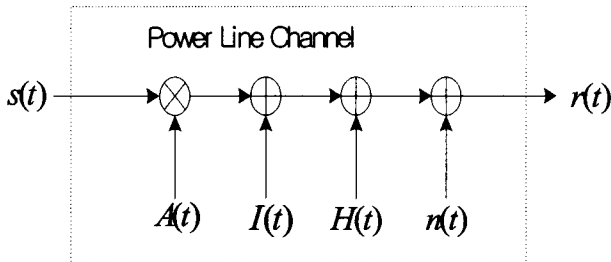 Power Line Channel
s(t) r(t)
A(t) I(t) H(t) n(t)